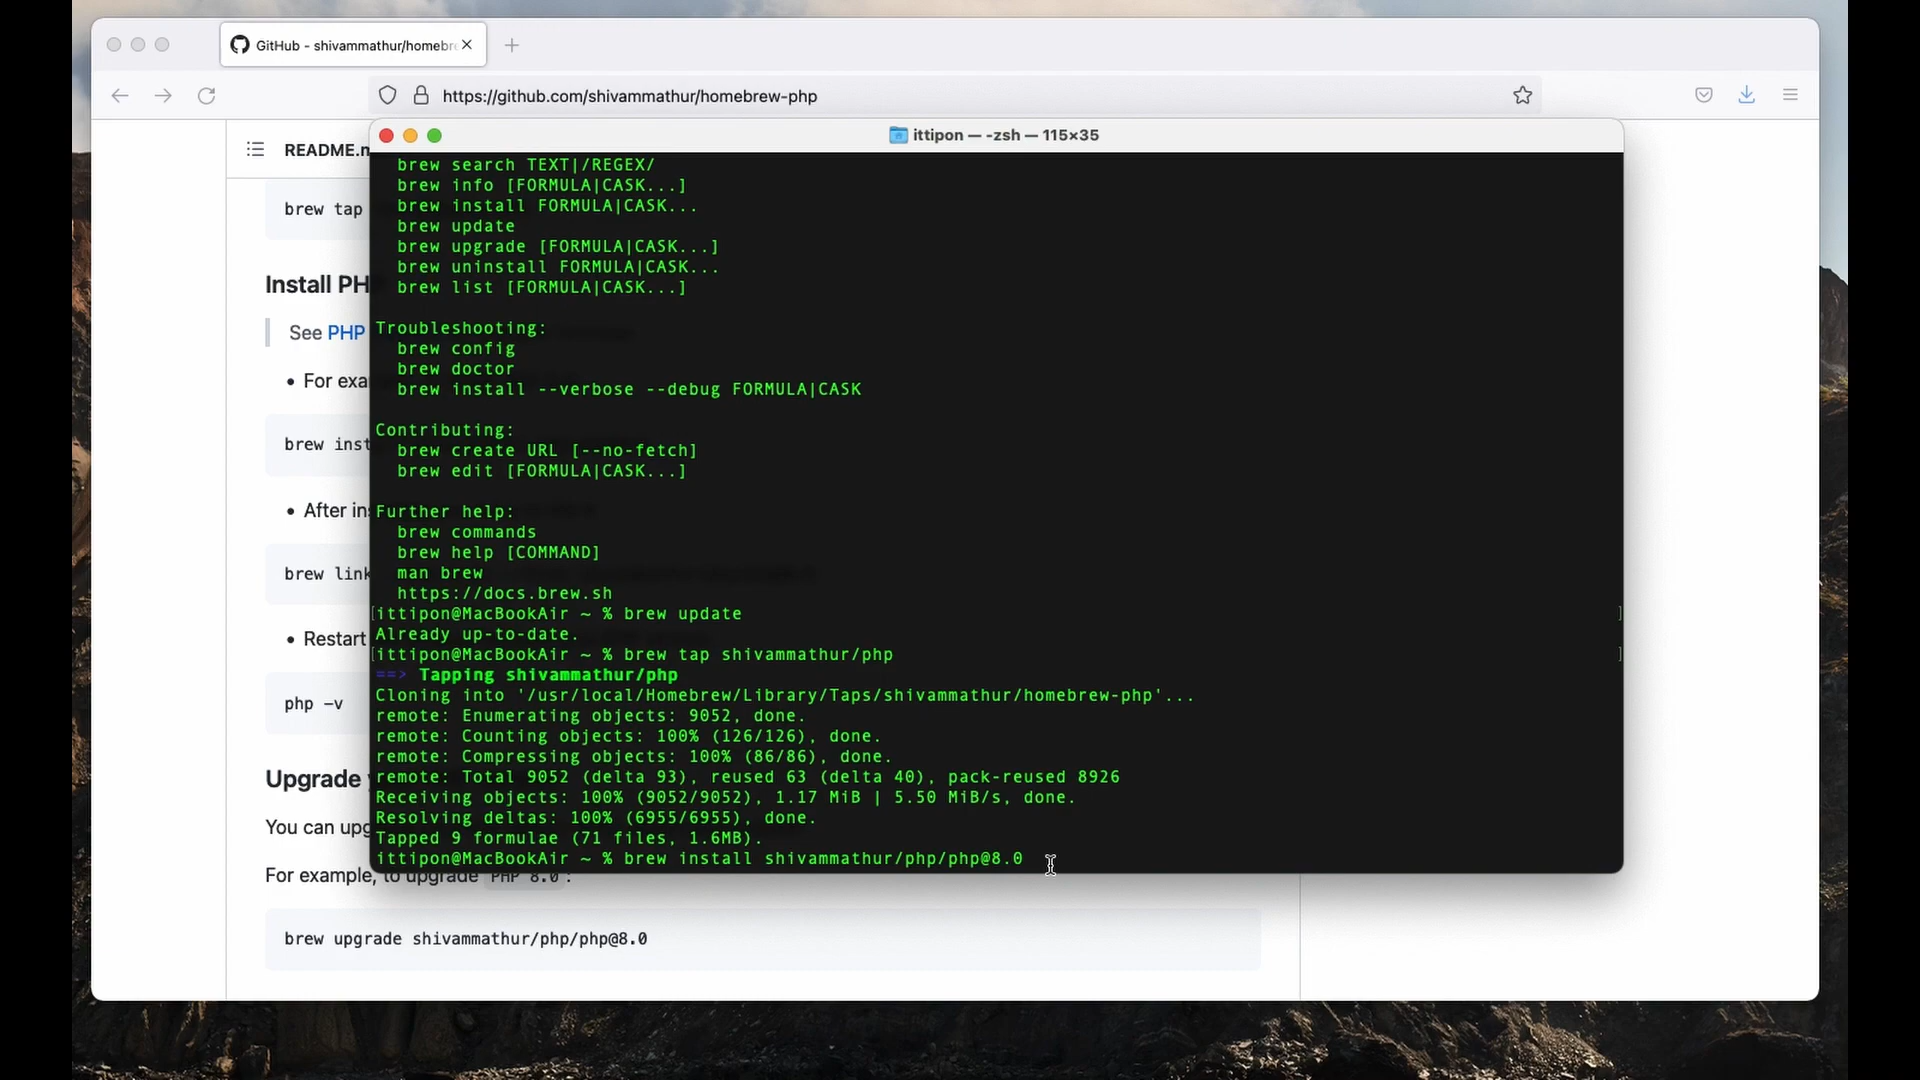 GitHub - shivammathur/homebr
https://github.com/shivammathur/homebrew-php
ittipon — -zsh — 115×35
README.m
brew tap
Install PH
See PHP
For exa
brew inst
After ins
brew link
Restart
php -v
Upgrade y
You can upg
For example, to upgrade PHP 8.0 :
brew upgrade shivammathur/php/php@8.0
brew search TEXT|/REGEX/
brew info [FORMULA|CASK...]
brew install FORMULA|CASK...
brew update
brew upgrade [FORMULA|CASK...]
brew uninstall FORMULA|CASK...
brew list [FORMULA|CASK...]
Troubleshooting:
brew config
brew doctor
brew install --verbose --debug FORMULA|CASK
Contributing:
brew create URL [--no-fetch]
brew edit [FORMULA|CASK...]
Further help:
brew commands
brew help [COMMAND]
man brew
https://docs.brew.sh
[ittipon@MacBookAir ~ % brew update ]
Already up-to-date.
[ittipon@MacBookAir ~ % brew tap shivammathur/php ]
==> Tapping shivammathur/php
Cloning into '/usr/local/Homebrew/Library/Taps/shivammathur/homebrew-php'...
remote: Enumerating objects: 9052, done.
remote: Counting objects: 100% (126/126), done.
remote: Compressing objects: 100% (86/86), done.
remote: Total 9052 (delta 93), reused 63 (delta 40), pack-reused 8926
Receiving objects: 100% (9052/9052), 1.17 MiB | 5.50 MiB/s, done.
Resolving deltas: 100% (6955/6955), done.
Tapped 9 formulae (71 files, 1.6MB).
ittipon@MacBookAir ~ % brew install shivammathur/php/php@8.0